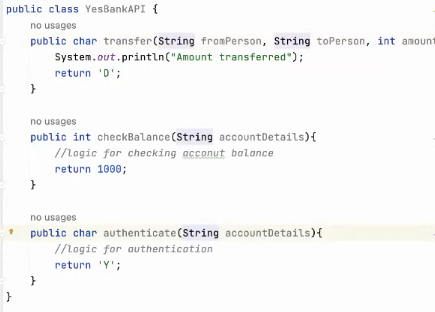 public class YesBankAPI {
no usages
public char transfer(String fromPerson, String toPerson, int amount
System.out.println("Amount transferred");
return 'D';
}
no usages
public int checkBalance(String accountDetails){
//logic for checking acconut balance
return 1000;
}
no usages
public char authenticate(String accountDetails){
//logic for authentication
return 'Y';
}
}